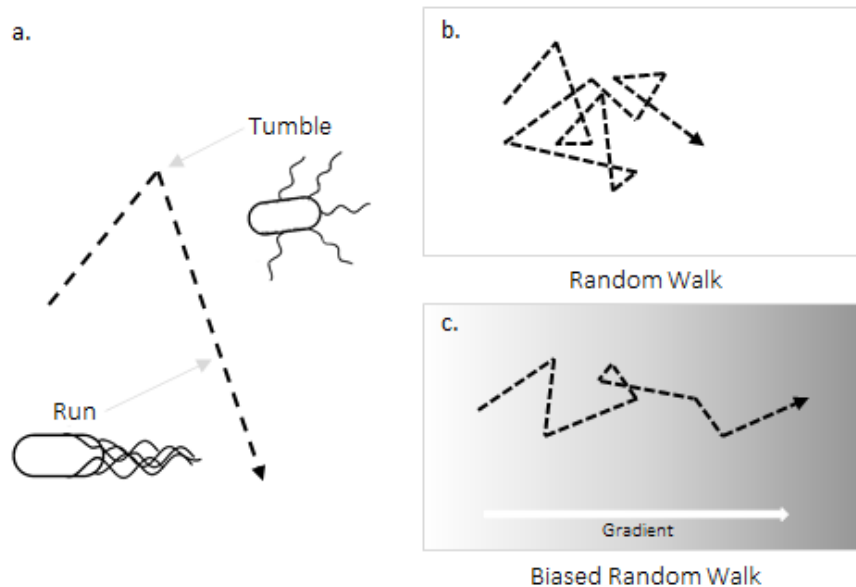 a.
Tumble
Run
b.
Random Walk
c.
Gradient
Biased Random Walk